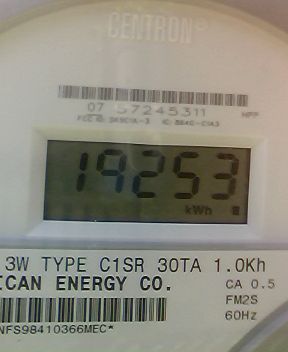 CENTRON®
07 57245311 MPP
19253
kWh
3W TYPE C1SR 30TA 1.0Kh
ICAN ENERGY CO. CA 0.5
FM2S
60Hz
NFS98410366MEC*